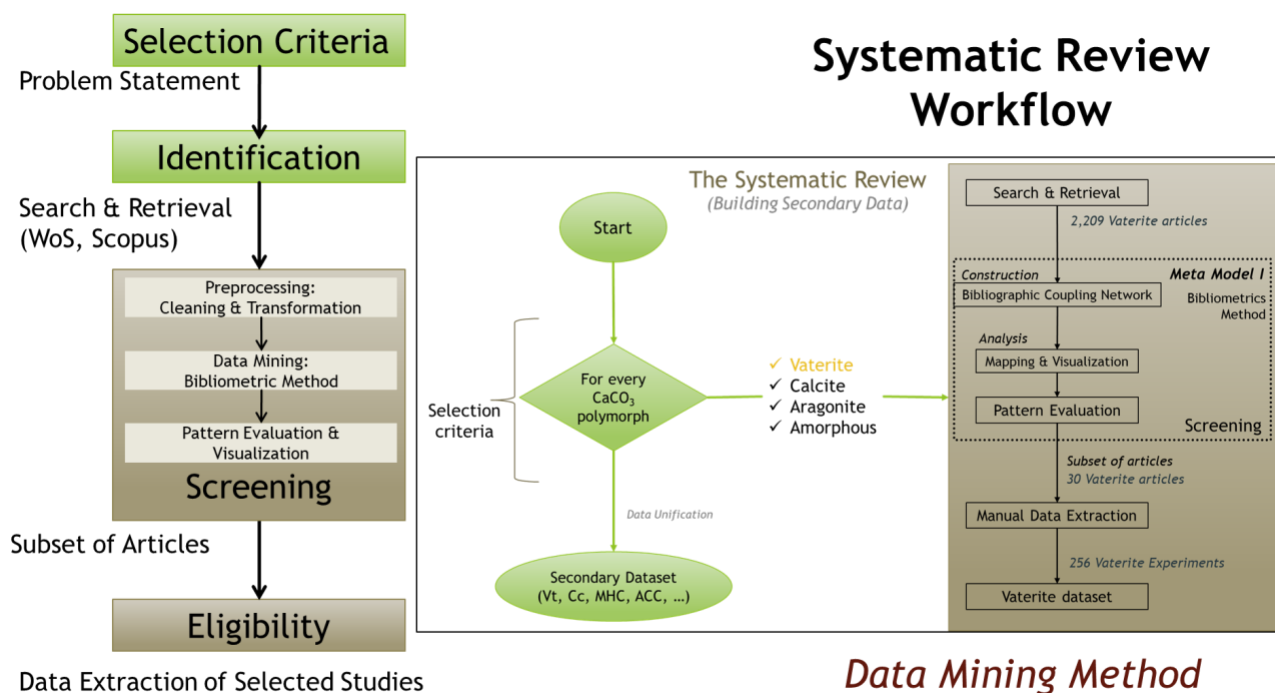 Selection Criteria
Problem Statement
Identification
Search & Retrieval
(WoS, Scopus)
Preprocessing:
Cleaning & Transformation
Data Mining:
Bibliometric Method
Pattern Evaluation &
Visualization
Screening
Subset of Articles
Eligibility
Data Extraction of Selected Studies
Systematic Review
Workflow
The Systematic Review
(Building Secondary Data)
Start
Selection
criteria
For every
CaCO₃
polymorph
✓ Vaterite
✓ Calcite
✓ Aragonite
✓ Amorphous
Data Unification
Secondary Dataset
(Vt, Cc, MHC, ACC, …)
Search & Retrieval
2,209 Vaterite articles
Construction
Meta Model I
Bibliographic Coupling Network
Bibliometrics
Method
Analysis
Mapping & Visualization
Pattern Evaluation
Screening
Subset of articles
30 Vaterite articles
Manual Data Extraction
256 Vaterite Experiments
Vaterite dataset
Data Mining Method